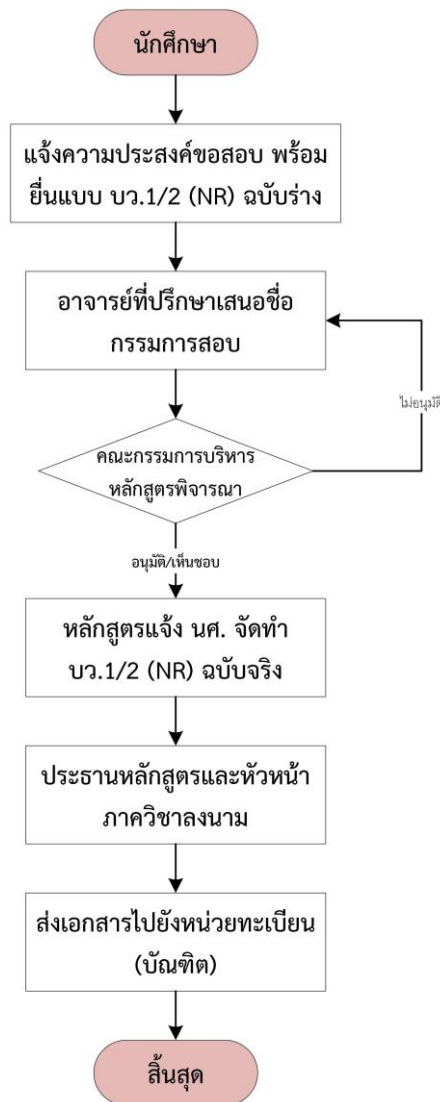 นักศึกษา
แจ้งความประสงค์ขอสอบ พร้อม
ยื่นแบบ บว.1/2 (NR) ฉบับร่าง
อาจารย์ที่ปรึกษาเสนอชื่อ
กรรมการสอบ
ไม่อนุมัติ
คณะกรรมการบริหาร
หลักสูตรพิจารณา
อนุมัติ/เห็นชอบ
หลักสูตรแจ้ง นศ. จัดทำ
บว.1/2 (NR) ฉบับจริง
ประธานหลักสูตรและหัวหน้า
ภาควิชาลงนาม
ส่งเอกสารไปยังหน่วยทะเบียน
(บัณฑิต)
สิ้นสุด